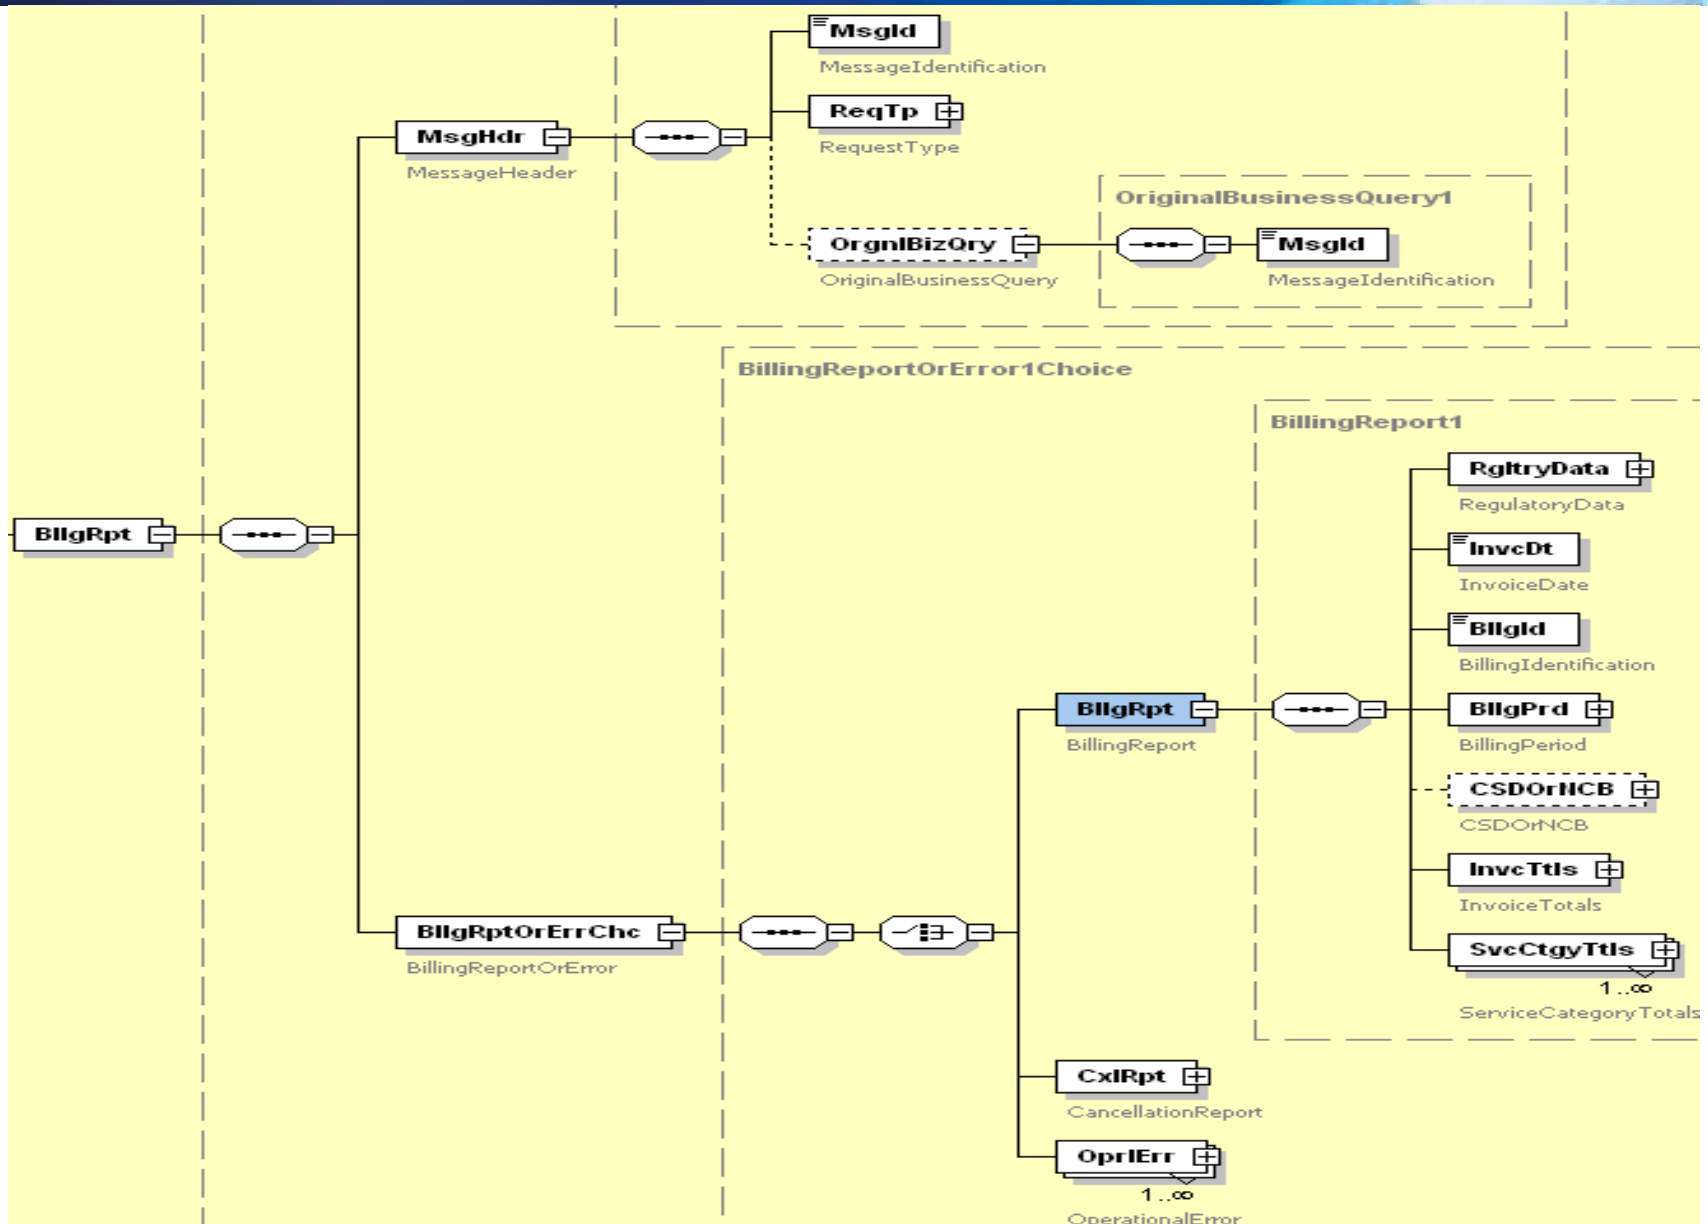 MsgId
MessageIdentification
ReqTp
RequestType
MsgHdr
MessageHeader
OriginalBusinessQuery1
OrgnlBizQry
OriginalBusinessQuery
MsgId
MessageIdentification
BillingReportOrError1Choice
BillingReport1
RgltryData
RegulatoryData
BllgRpt
InvcDt
InvoiceDate
BllgId
BillingIdentification
BllgRpt
BillingReport
BllgPrd
BillingPeriod
CSDOrNCB
CSDOrNCB
InvcTtls
InvoiceTotals
BllgRptOrErrChc
BillingReportOrError
SvcCtgyTtls
1..∞
ServiceCategoryTotals
CxlRpt
CancellationReport
OprlErr
1..∞
OperationalError